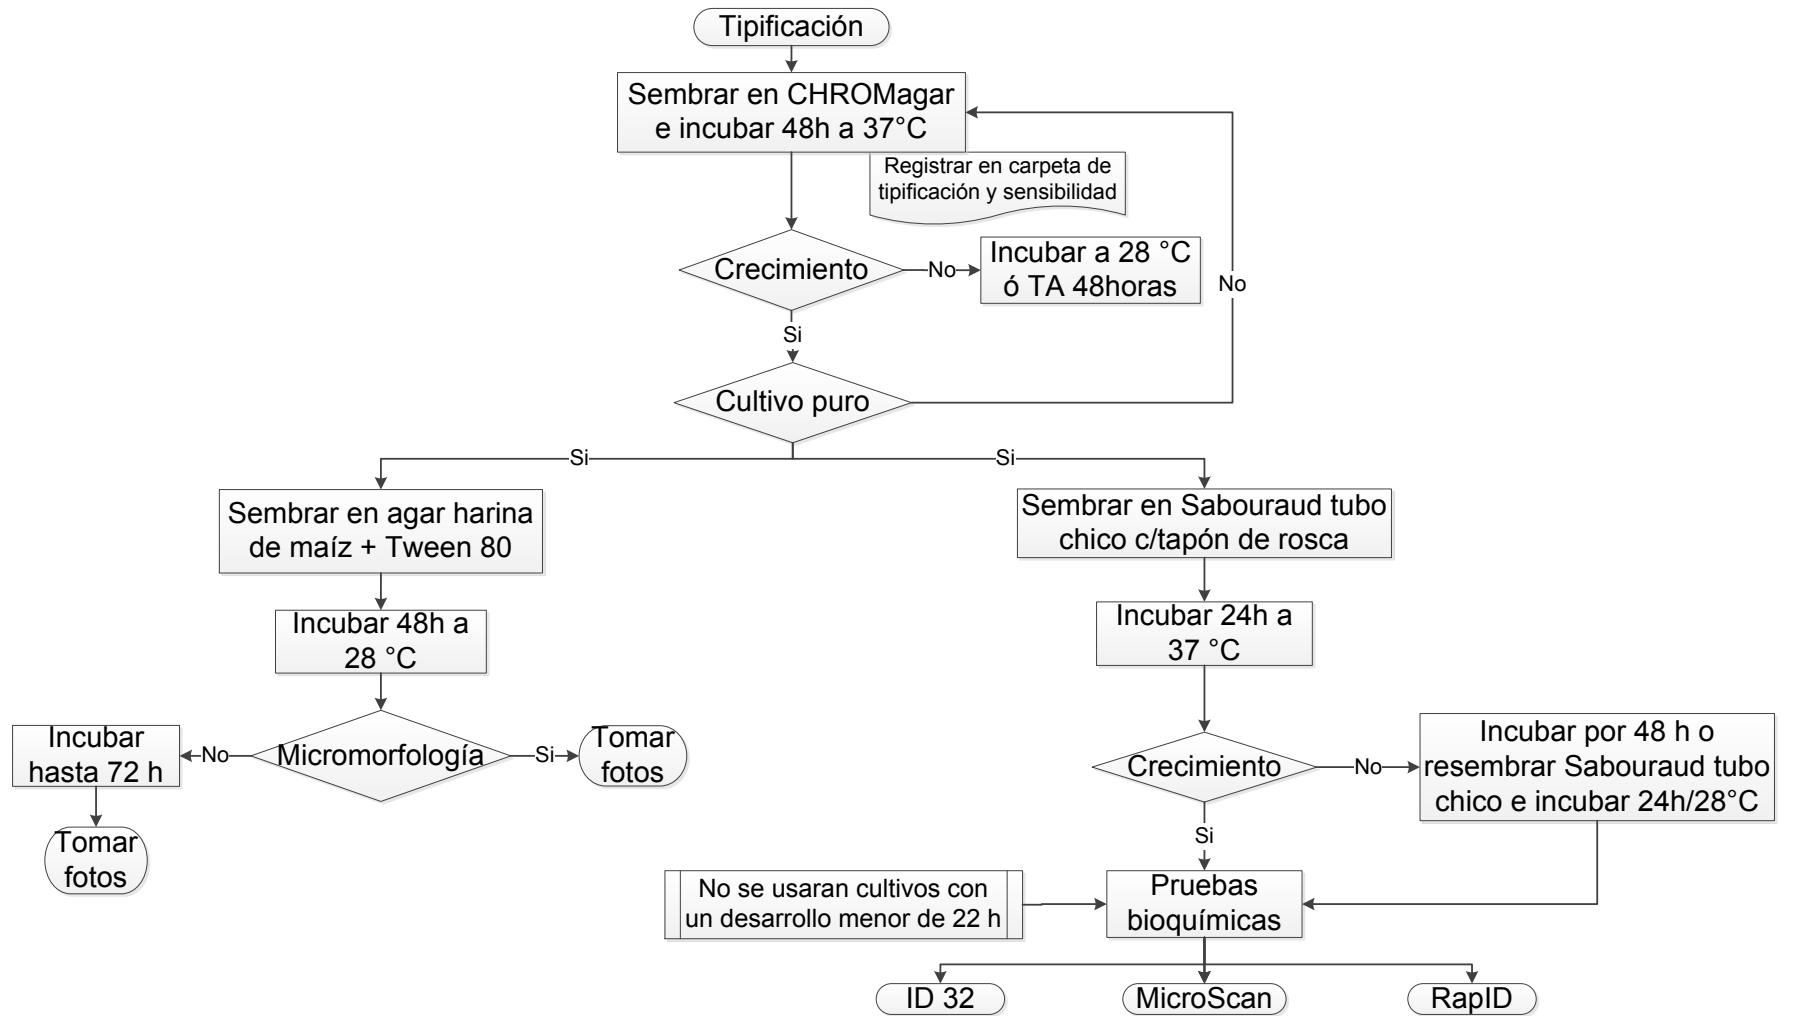 Tipificación
Sembrar en CHROMagar
e incubar 48h a 37°C
Registrar en carpeta de
tipificación y sensibilidad
Crecimiento
No
Incubar a 28 °C
ó TA 48horas
No
Si
Cultivo puro
Si
Si
Sembrar en agar harina
de maíz + Tween 80
Sembrar en Sabouraud tubo
chico c/tapón de rosca
Incubar 48h a
28 °C
Incubar 24h a
37 °C
Incubar
hasta 72 h
No
Micromorfología
Si
Tomar
fotos
Tomar
fotos
Crecimiento
No
Incubar por 48 h o
resembrar Sabouraud tubo
chico e incubar 24h/28°C
Si
No se usaran cultivos con
un desarrollo menor de 22 h
Pruebas
bioquímicas
ID 32
MicroScan
RapID